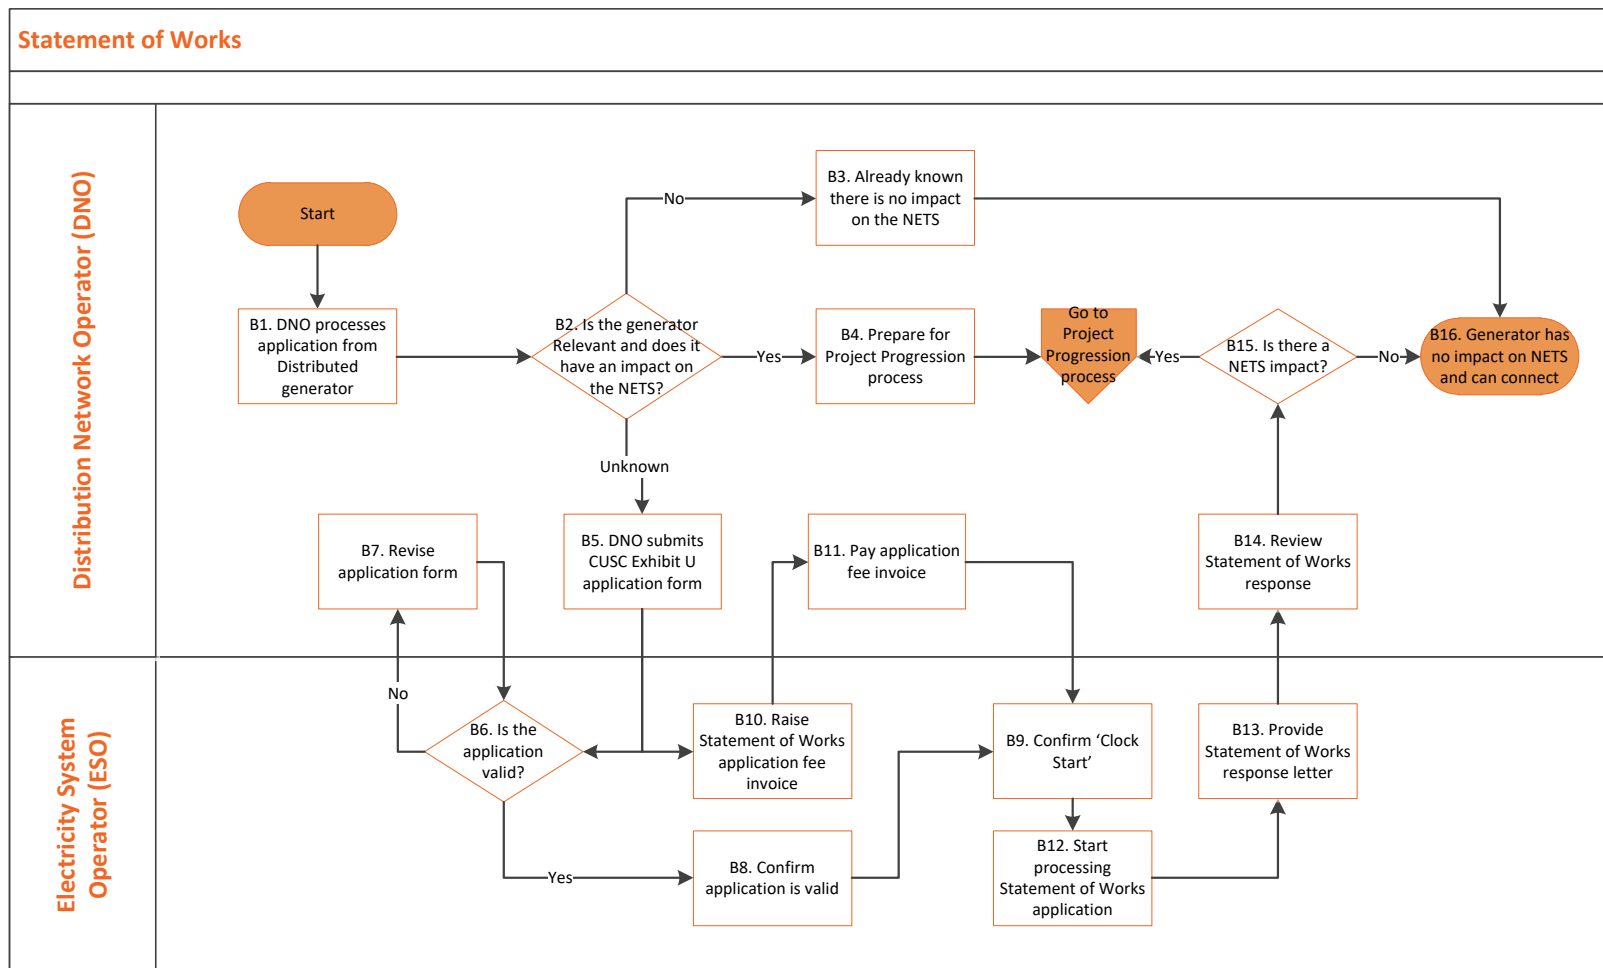 Statement of Works
Distribution Network Operator (DNO)
Start
B1. DNO processes
application from
Distributed
generator
B2. Is the generator
Relevant and does it
have an impact on
the NETS?
No
B3. Already known
there is no impact
on the NETS
Yes
B4. Prepare for
Project Progression
process
Go to
Project
Progression
process
Yes
B15. Is there a
NETS impact?
No
B16. Generator has
no impact on NETS
and can connect
Unknown
B7. Revise
application form
B5. DNO submits
CUSC Exhibit U
application form
B11. Pay application
fee invoice
B14. Review
Statement of Works
response
Electricity System
Operator (ESO)
No
B6. Is the
application
valid?
B10. Raise
Statement of Works
application fee
invoice
B9. Confirm ‘Clock
Start’
B13. Provide
Statement of Works
response letter
Yes
B8. Confirm
application is valid
B12. Start
processing
Statement of Works
application